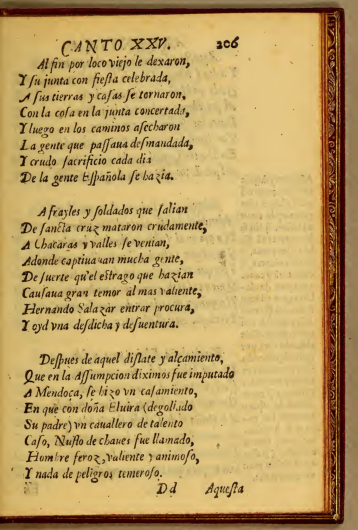 CANTO XXV. 206
Al fin por loco viejo le dexaron,
Y ſu junta con fieſta celebrada,
A ſus tierras y caſas ſe tornaron,
Con la coſa en la junta concertada,
Y luego en los caminos aſecharon
La gente que paſſaua deſmandada,
Y crudo ſacrificio cada dia
De la gente Eſpañola ſe hazia.
A frayles y ſoldados que ſalian
De ſancta cruz mataron crudamente,
A Chacaras y valles ſe venian,
Adonde captiuauan mucha gente,
De ſuerte qu'el eſtrago que hazian
Cauſaua gran temor al mas valiente,
Hernando Salazar entrar procura,
Y oyd vna deſdicha y deſuentura.
Deſpues de aquel diſlate y alçamiento,
Que en la Aſſumpcion diximos fue imputado
A Mendoça, ſe hizo vn caſamiento,
En que con doña Eluira (degollado
Su padre) vn cauallero de talento
Caſo, Nuflo de chaues fue llamado,
Hombre feroz, valiente y animoſo,
Y nada de peligros temeroſo.
Dd Aqueſta